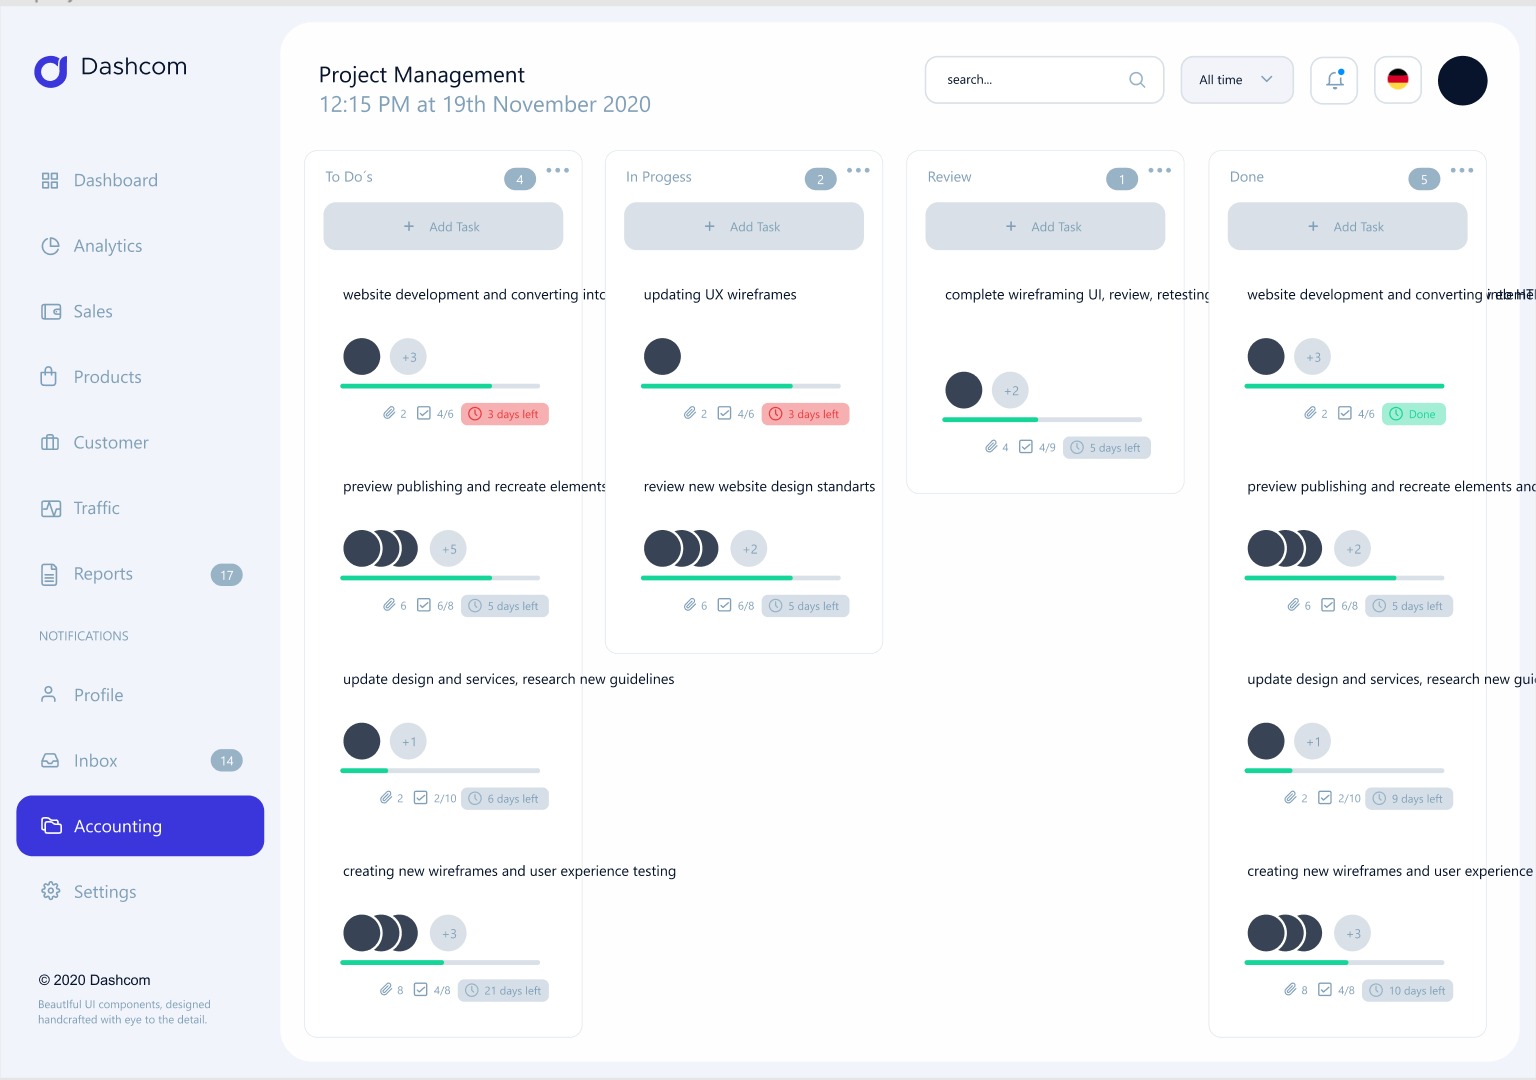 Dashcom
Dashboard
Analytics
Sales
Products
Customer
Traffic
Reports 17
NOTIFICATIONS
Profile
Inbox 14
Accounting
Settings
© 2020 Dashcom
Beautiful UI components, designed
handcrafted with eye to the detail.
Project Management
12:15 PM at 19th November 2020
search...
All time
To Do´s 4
+ Add Task
website development and converting into
+3
2 4/6 3 days left
preview publishing and recreate elements
+5
6 6/8 5 days left
update design and services, research new guidelines
+1
2 2/10 6 days left
creating new wireframes and user experience testing
+3
8 4/8 21 days left
In Progess 2
+ Add Task
updating UX wireframes
2 4/6 3 days left
review new website design standarts
+2
6 6/8 5 days left
Review 1
+ Add Task
complete wireframing UI, review, retesting
+2
4 4/9 5 days left
Done 5
+ Add Task
website development and converting
+3
2 4/6 Done
preview publishing and recreate elements and
+2
6 6/8 5 days left
update design and services, research new
+1
2 2/10 9 days left
creating new wireframes and user experience
+3
8 4/8 10 days left